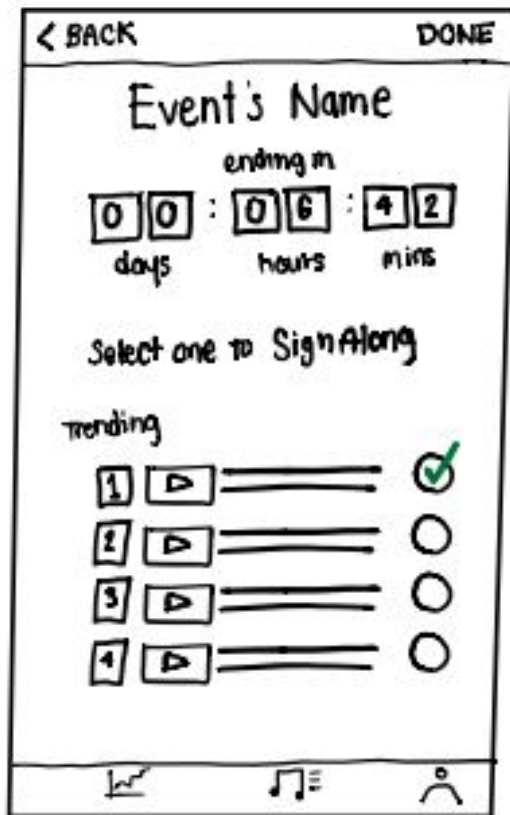 < BACK DONE
Event's Name
ending in
00 : 06 : 42
days hours mins
Select one to SignAlong
Trending
1
2
3
4